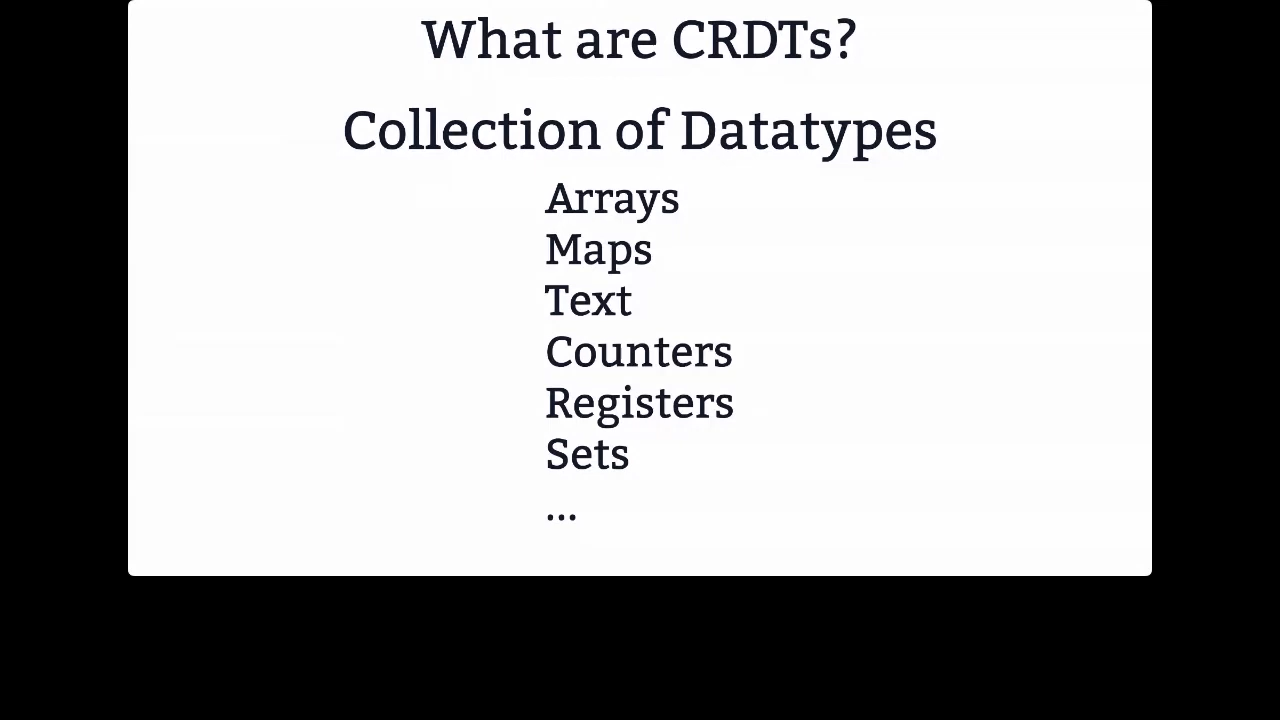 What are CRDTs?
Collection of Datatypes
Arrays
Maps
Text
Counters
Registers
Sets
...